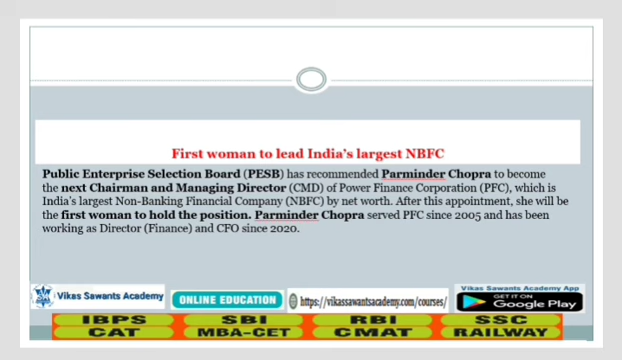 First woman to lead India's largest NBFC
Public Enterprise Selection Board (PESB) has recommended Parminder Chopra to become
the next Chairman and Managing Director (CMD) of Power Finance Corporation (PFC), which is
India's largest Non-Banking Financial Company (NBFC) by net worth. After this appointment, she will be
the first woman to hold the position. Parminder Chopra served PFC since 2005 and has been
working as Director (Finance) and CFO since 2020.
Vikas Sawants Academy
ONLINE EDUCATION
https://vikassawantsacademy.com/courses/
Vikas Sawants Academy App
GET IT ON
Google Play
IBPS SBI RBI SSC
CAT MBA-CET CMAT RAILWAY